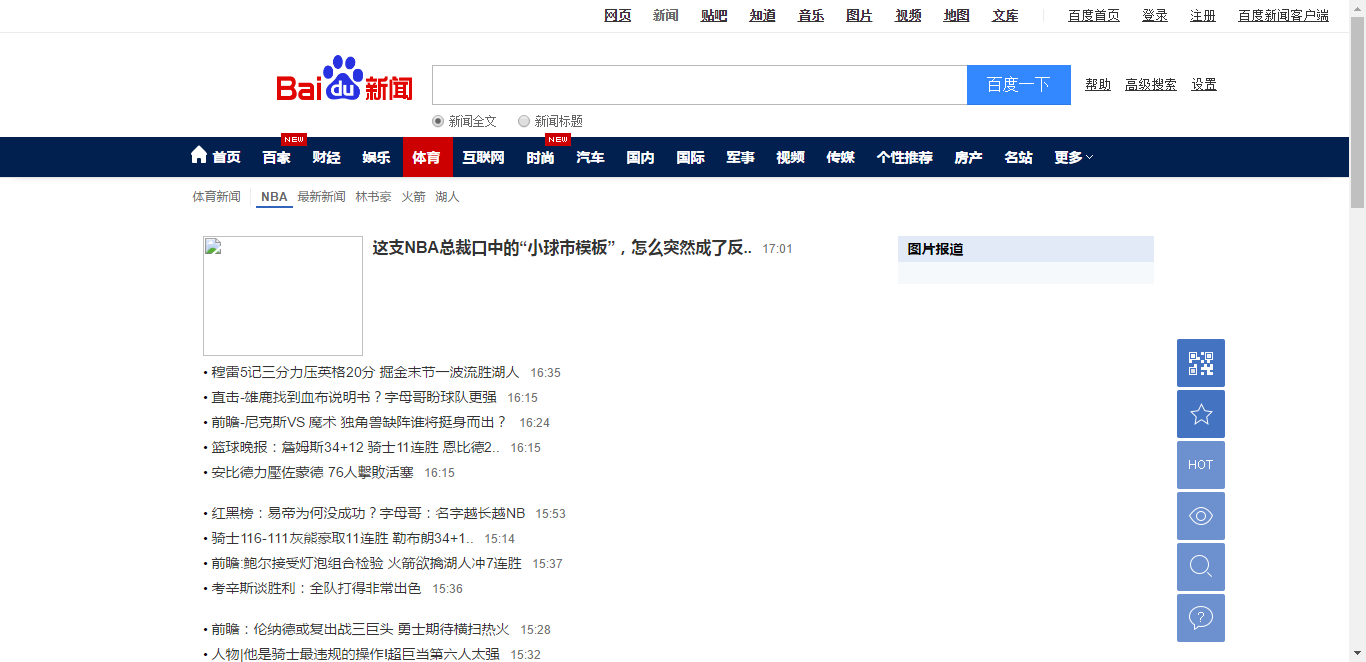 网页 新闻 贴吧 知道 音乐 图片 视频 地图 文库 百度首页 登录 注册 百度新闻客户端
Bai du 新闻 百度一下 帮助 高级搜索 设置
新闻全文 新闻标题
NEW NEW
首页 百家 财经 娱乐 体育 互联网 时尚 汽车 国内 国际 军事 视频 传媒 个性推荐 房产 名站 更多
体育新闻 NBA 最新新闻 林书豪 火箭 湖人
这支NBA总裁口中的“小球市模板”，怎么突然成了反.. 17:01
图片报道
• 穆雷5记三分力压英格20分 掘金末节一波流胜湖人 16:35
• 直击-雄鹿找到血布说明书？字母哥盼球队更强 16:15
• 前瞻-尼克斯VS 魔术 独角兽缺阵谁将挺身而出？ 16:24
• 篮球晚报：詹姆斯34+12 骑士11连胜 恩比德2.. 16:15
• 安比德力壓佐蒙德 76人擊敗活塞 16:15
• 红黑榜：易帝为何没成功？字母哥：名字越长越NB 15:53
• 骑士116-111灰熊豪取11连胜 勒布朗34+1.. 15:14
• 前瞻:鲍尔接受灯泡组合检验 火箭欲擒湖人冲7连胜 15:37
• 考辛斯谈胜利：全队打得非常出色 15:36
• 前瞻：伦纳德或复出战三巨头 勇士期待横扫热火 15:28
• 人物|他是骑士最违规的操作!超巨当第六人太强 15:32
HOT